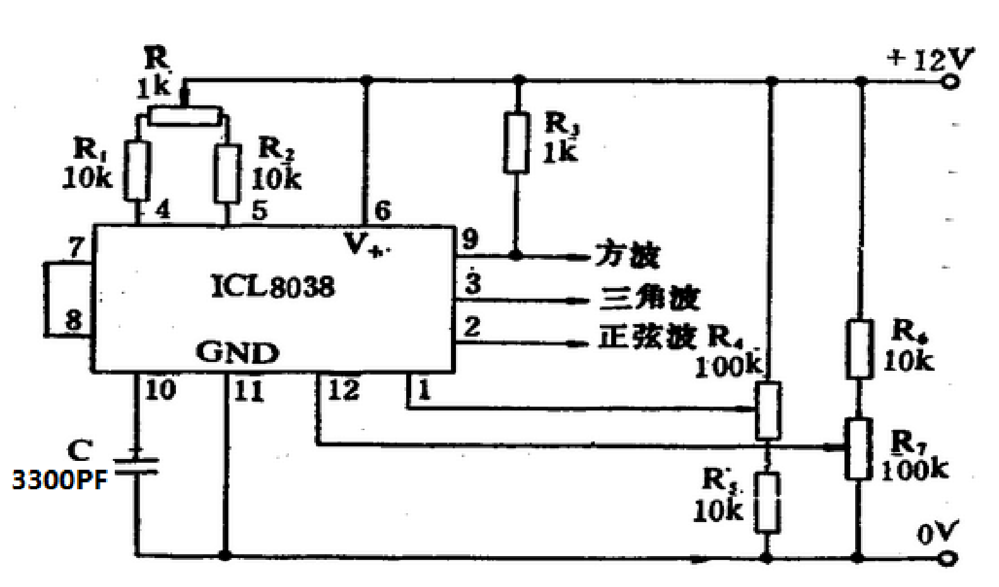 R
1k
+12V
R₁
10k
R₂
10k
R₃
1k
4
5
6
7
V₊
9
方波
ICL8038
3
三角波
8
2
正弦波
R₄
100k
R₆
10k
GND
10
11
12
1
C
3300PF
R₇
100k
R₅
10k
0V